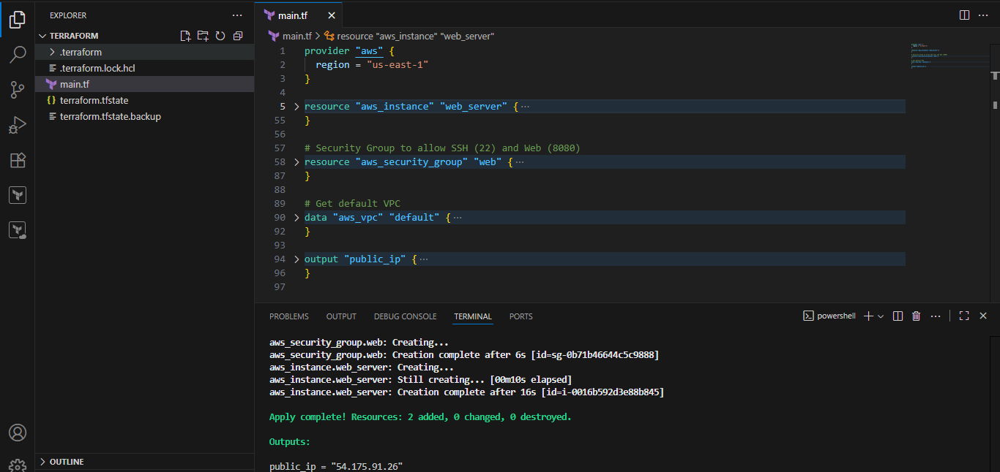 EXPLORER
TERRAFORM
.terraform
.terraform.lock.hcl
main.tf
terraform.tfstate
terraform.tfstate.backup
OUTLINE
main.tf
main.tf > resource "aws_instance" "web_server"
1 provider "aws" {
2 region = "us-east-1"
3 }
4
5 resource "aws_instance" "web_server" {···
55 }
56
57 # Security Group to allow SSH (22) and Web (8080)
58 resource "aws_security_group" "web" {···
87 }
88
89 # Get default VPC
90 data "aws_vpc" "default" {···
92 }
93
94 output "public_ip" {···
96 }
97
PROBLEMS OUTPUT DEBUG CONSOLE TERMINAL PORTS powershell
aws_security_group.web: Creating...
aws_security_group.web: Creation complete after 6s [id=sg-0b71b46644c5c9888]
aws_instance.web_server: Creating...
aws_instance.web_server: Still creating... [00m10s elapsed]
aws_instance.web_server: Creation complete after 16s [id=i-0016b592d3e88b845]
Apply complete! Resources: 2 added, 0 changed, 0 destroyed.
Outputs:
public_ip = "54.175.91.26"